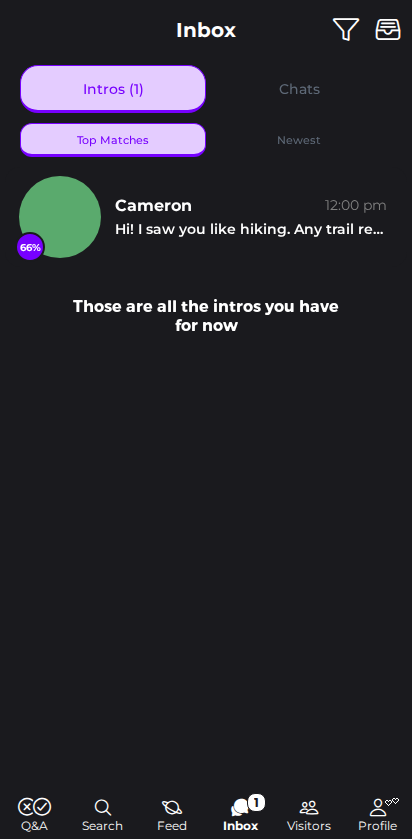 Inbox
Intros (1)
Chats
Top Matches
Newest
Cameron
12:00 pm
Hi! I saw you like hiking. Any trail re...
66%
Those are all the intros you have
for now
1
Q&A
Search
Feed
Inbox
Visitors
Profile